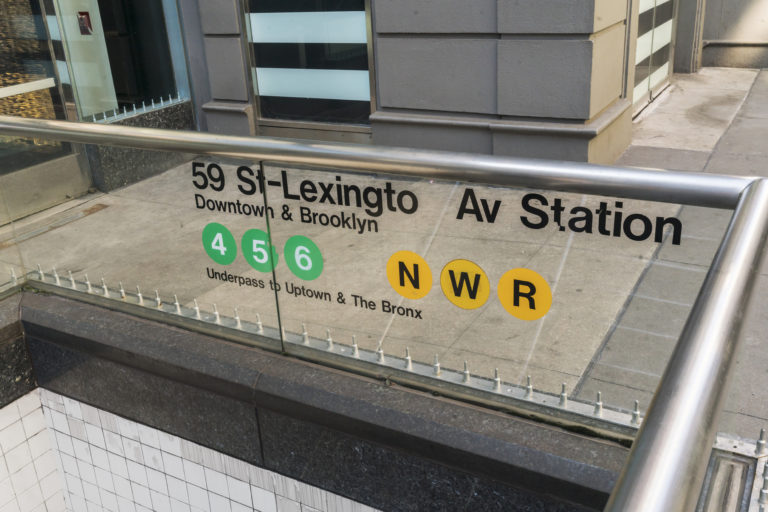 59 St-Lexingto Av Station
Downtown & Brooklyn
4 5 6 N W R
Underpass to Uptown & The Bronx